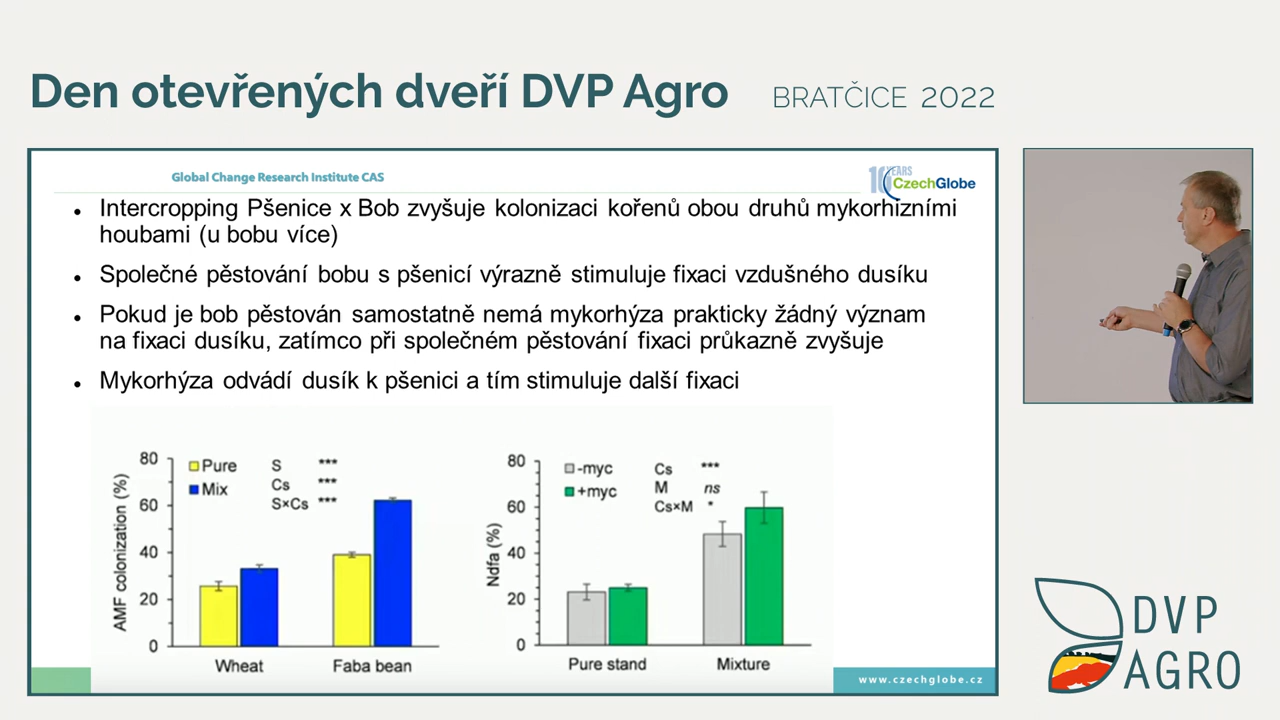 Den otevřených dveří DVP Agro BRATČICE 2022
Global Change Research Institute CAS
10 YEARS
CzechGlobe
• Intercropping Pšenice x Bob zvyšuje kolonizaci kořenů obou druhů mykorhizními
houbami (u bobu více)
• Společné pěstování bobu s pšenicí výrazně stimuluje fixaci vzdušného dusíku
• Pokud je bob pěstován samostatně nemá mykorhýza prakticky žádný význam
na fixaci dusíku, zatímco při společném pěstování fixaci průkazně zvyšuje
• Mykorhýza odvádí dusík k pšenici a tím stimuluje další fixaci
AMF colonization (%)
80
60
40
20
0
Pure
Mix
S ***
Cs ***
S×Cs ***
Wheat Faba bean
Ndfa (%)
80
60
40
20
0
-myc
+myc
Cs ***
M ns
Cs×M *
Pure stand Mixture
www.czechglobe.cz
DVP
AGRO